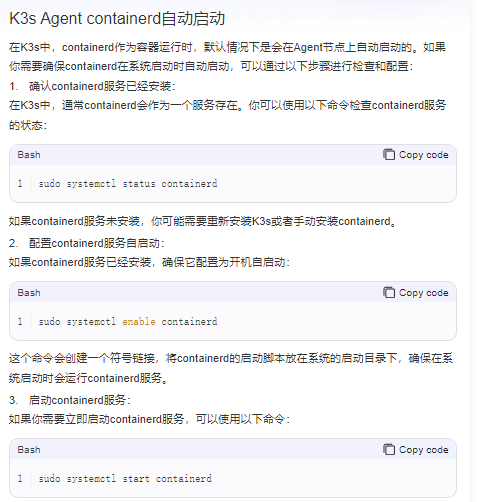 K3s Agent containerd自动启动
在K3s中，containerd作为容器运行时，默认情况下是会在Agent节点上自动启动的。如果
你需要确保containerd在系统启动时自动启动，可以通过以下步骤进行检查和配置：
1. 确认containerd服务已经安装：
在K3s中，通常containerd会作为一个服务存在。你可以使用以下命令检查containerd服务
的状态：
Bash Copy code
1 sudo systemctl status containerd
如果containerd服务未安装，你可能需要重新安装K3s或者手动安装containerd。
2. 配置containerd服务自启动：
如果containerd服务已经安装，确保它配置为开机自启动：
Bash Copy code
1 sudo systemctl enable containerd
这个命令会创建一个符号链接，将containerd的启动脚本放在系统的启动目录下，确保在系
统启动时会运行containerd服务。
3. 启动containerd服务：
如果你需要立即启动containerd服务，可以使用以下命令：
Bash Copy code
1 sudo systemctl start containerd